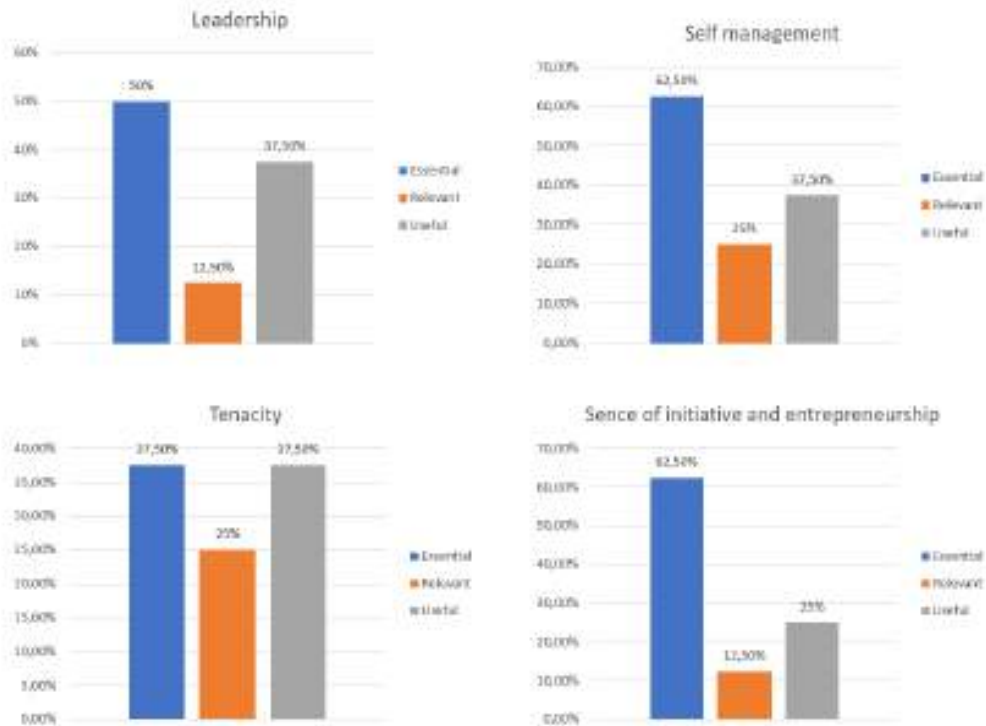 Leadership
60%
50%
40%
30%
20%
10%
0%
50%
12,50%
37,50%
Essential
Relevant
Useful
Self management
70,00%
60,00%
50,00%
40,00%
30,00%
20,00%
10,00%
0,00%
62,50%
25%
37,50%
Essential
Relevant
Useful
Tenacity
40,00%
35,00%
30,00%
25,00%
20,00%
15,00%
10,00%
5,00%
0,00%
37,50%
25%
37,50%
Essential
Relevant
Useful
Sence of initiative and entrepreneurship
70,00%
60,00%
50,00%
40,00%
30,00%
20,00%
10,00%
0,00%
62,50%
12,50%
25%
Essential
Relevant
Useful